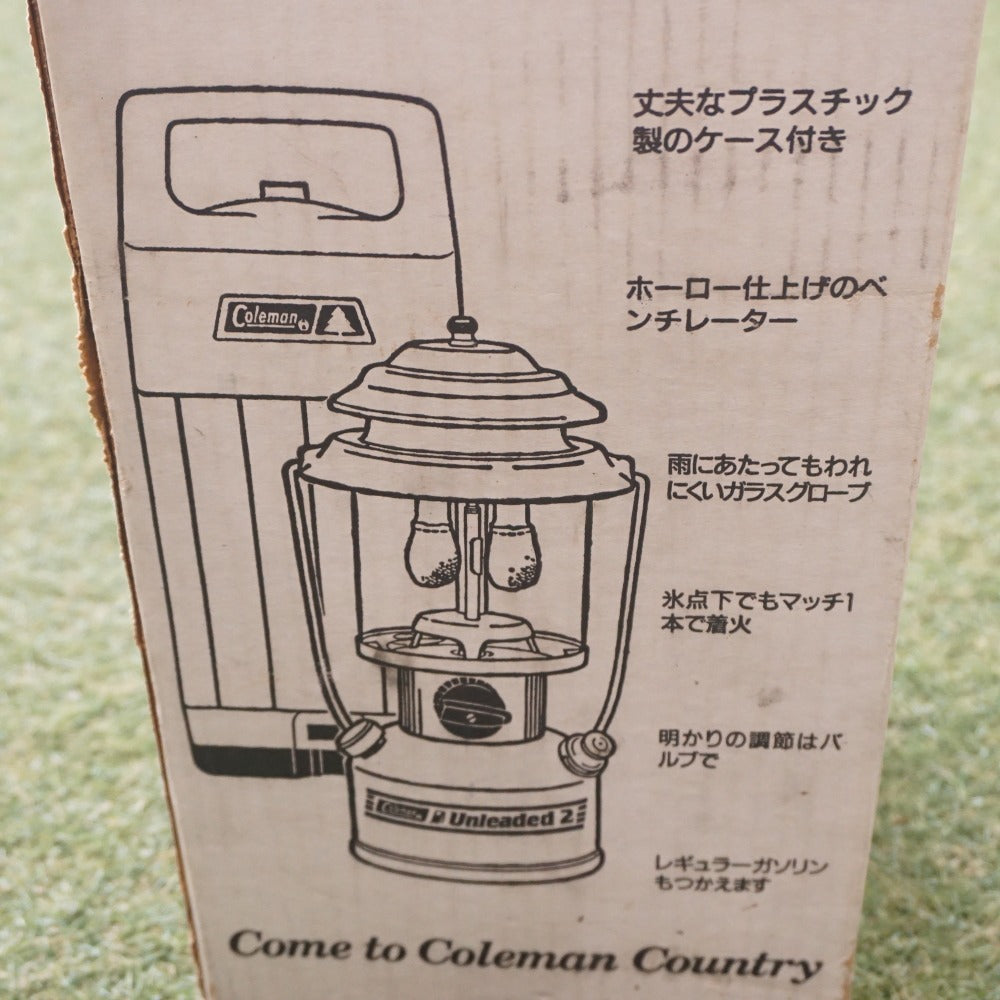 丈夫なプラスチック
製のケース付き
Coleman
ホーロー仕上げのベ
ンチレーター
雨にあたってもわれ
にくいガラスグローブ
氷点下でもマッチ1
本で着火
明かりの調節はバ
ルブで
Coleman Unleaded 2
レギュラーガソリン
もつかえます
Come to Coleman Country